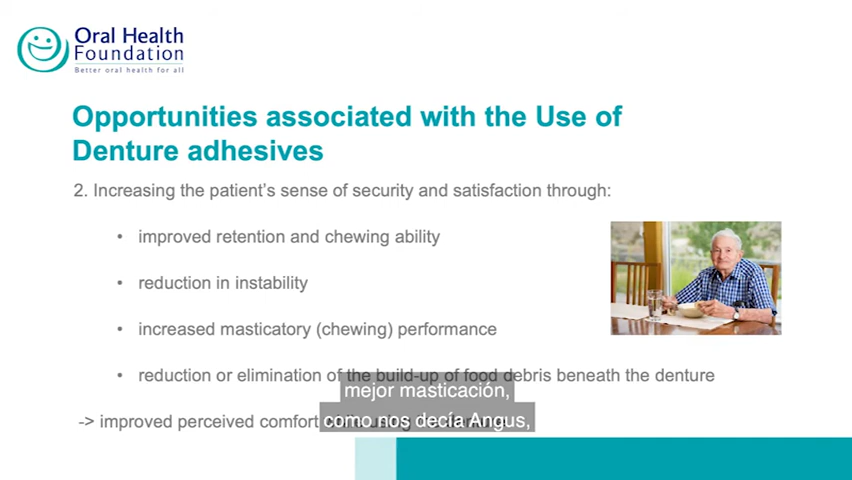 Oral Health
Foundation
Better oral health for all
Opportunities associated with the Use of
Denture adhesives
2. Increasing the patient's sense of security and satisfaction through:
• improved retention and chewing ability
• reduction in instability
• increased masticatory (chewing) performance
• reduction or elimination of the build-up of food debris beneath the denture
mejor masticación,
como nos decía Angus,
-> improved perceived comfort